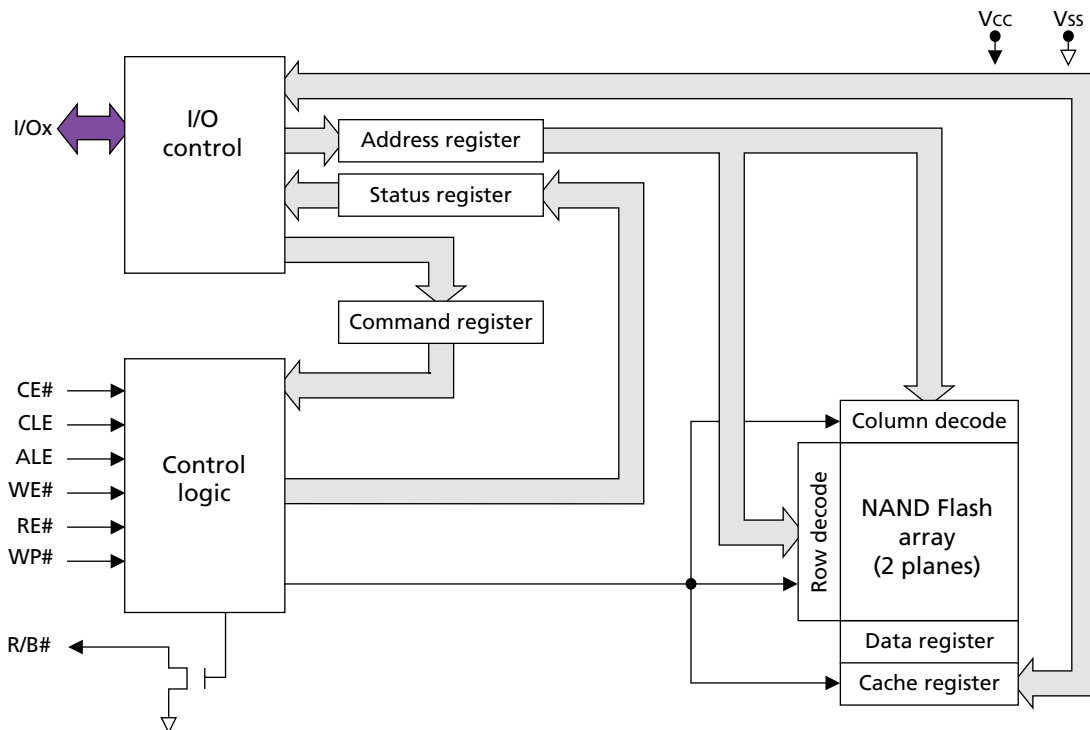 Vcc
Vss
I/Ox
I/O
control
Address register
Status register
Command register
CE#
CLE
ALE
WE#
RE#
WP#
Control
logic
Column decode
Row decode
NAND Flash
array
(2 planes)
Data register
Cache register
R/B#